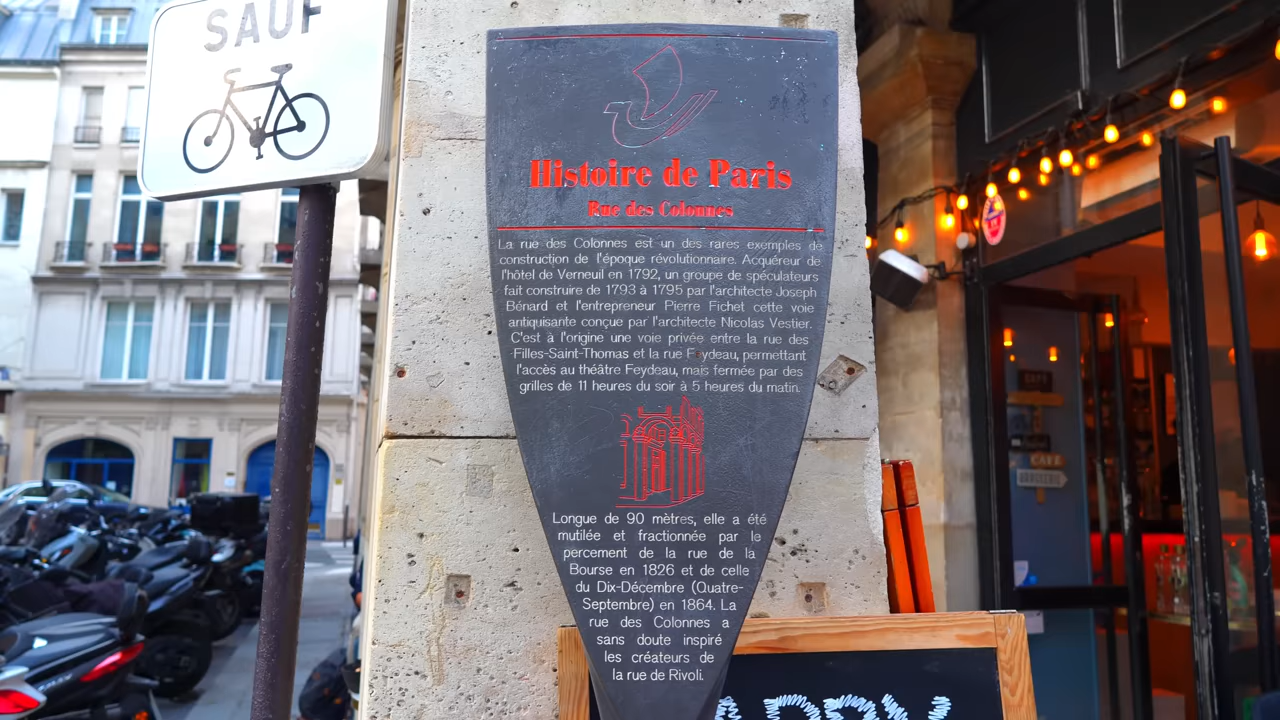 SAUF
Histoire de Paris
Rue des Colonnes
La rue des Colonnes est un des rares exemples de
construction de l'époque révolutionnaire. Acquéreur de
l'hôtel de Verneuil en 1792, un groupe de spéculateurs
fait construire de 1793 à 1795 par l'architecte Joseph
Bénard et l'entrepreneur Pierre Fichet cette voie
antiquisante conçue par l'architecte Nicolas Vestier.
C'est à l'origine une voie privée entre la rue des
Filles-Saint-Thomas et la rue Feydeau, permettant
l'accès au théâtre Feydeau, mais fermée par des
grilles de 11 heures du soir à 5 heures du matin.
Longue de 90 mètres, elle a été
mutilée et fractionnée par le
percement de la rue de la
Bourse en 1826 et de celle
du Dix-Décembre (Quatre-
Septembre) en 1864. La
rue des Colonnes a
sans doute inspiré
les créateurs de
la rue de Rivoli.
CAFE